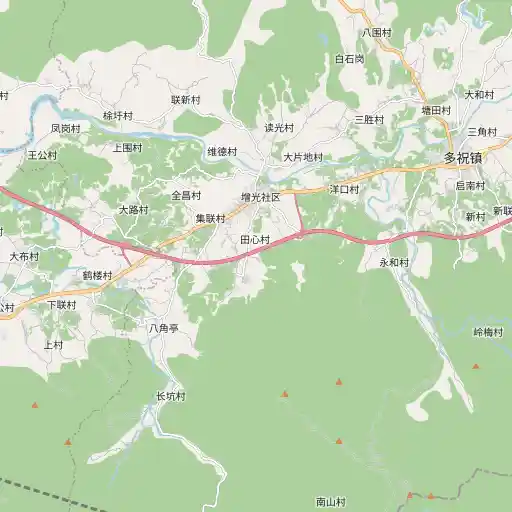 八围村
白石岗
村
联新村
大和村
塘田村
徐圩村
三胜村
凤岗村
读光村
三角村
上围村
维德村
大片地村
多祝镇
王公村
全昌村
增光社区
洋口村
启南村
大路村
集联村
新村
新联
村
田心村
大布村
永和村
鹤楼村
公村
下联村
八角亭
岭梅村
上村
长坑村
南山村